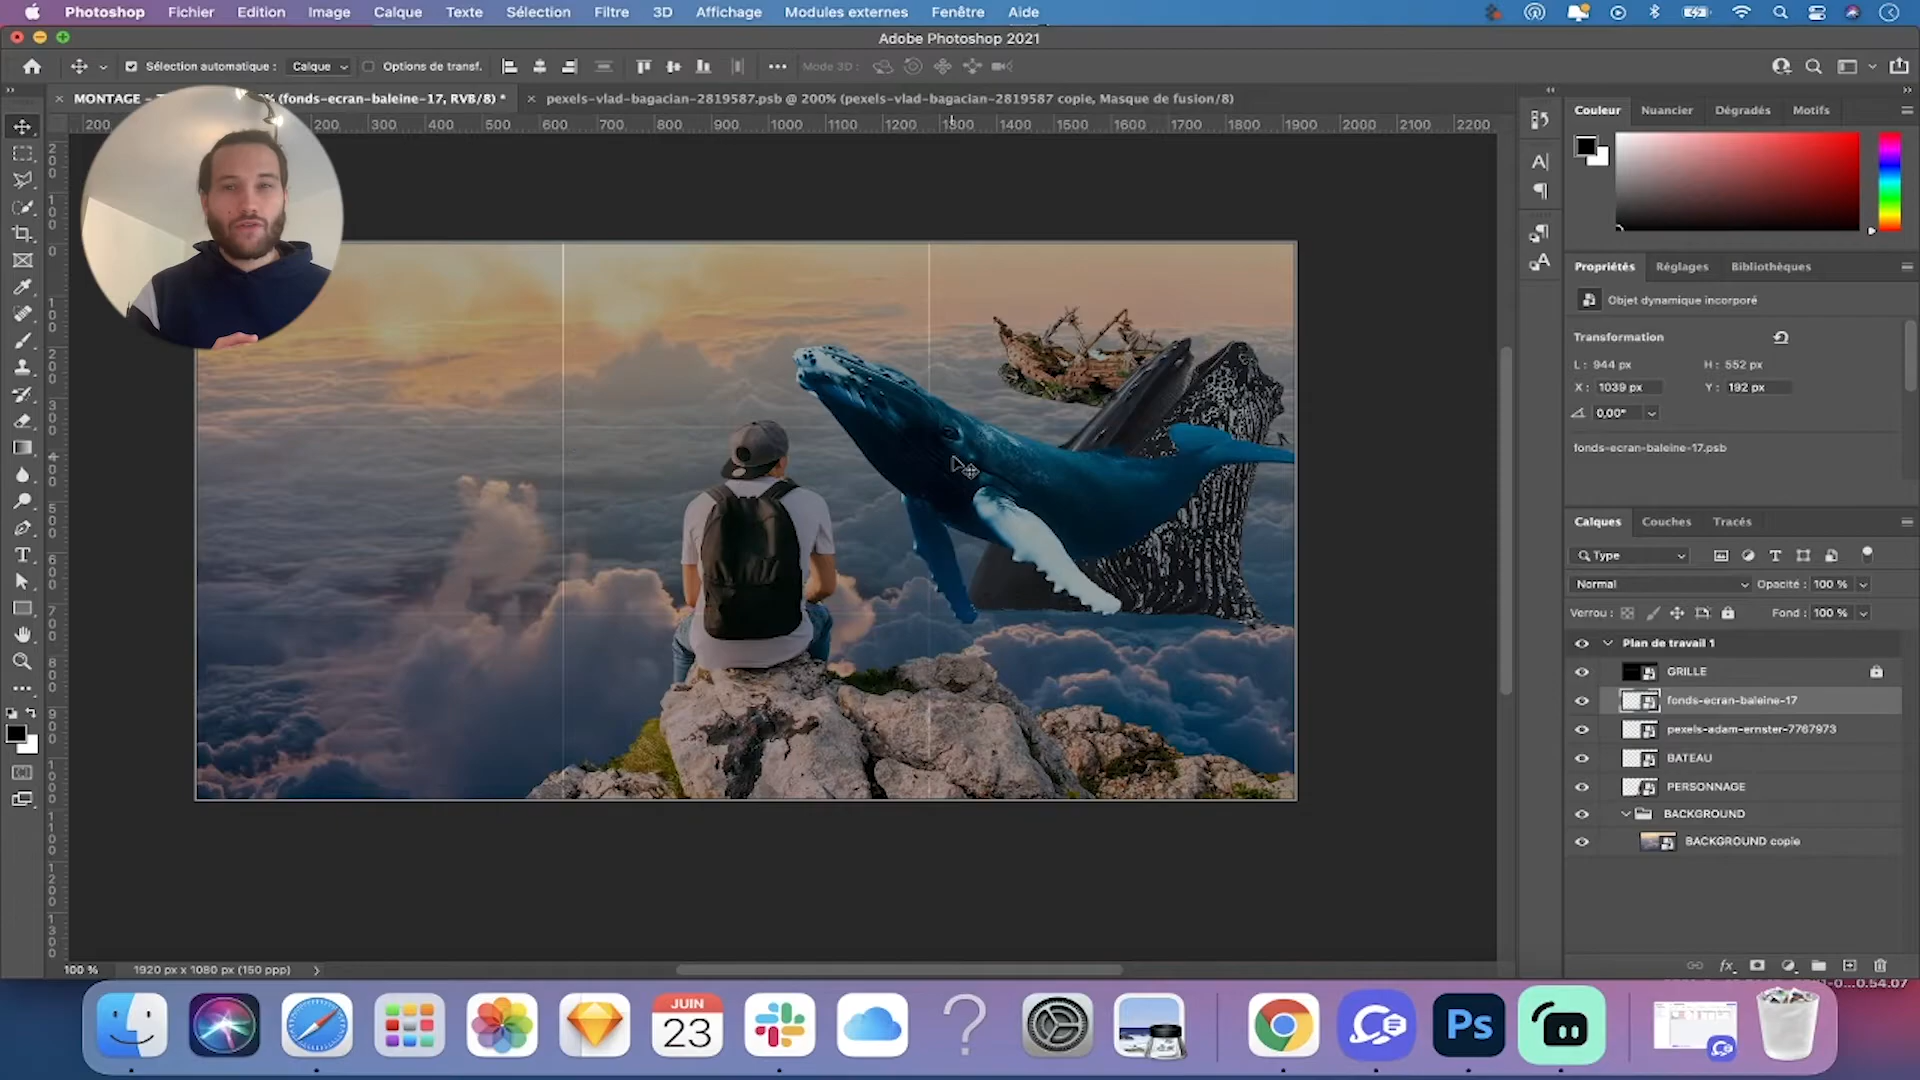 Photoshop Fichier Edition Image Calque Texte Sélection Filtre 3D Affichage Modules externes Fenêtre Aide
Adobe Photoshop 2021
Sélection automatique : Calque Options de transf. Mode 3D :
MONTAGE - (fonds-ecran-baleine-17, RVB/8) * pexels-vlad-bagacian-2819587.psb @ 200% (pexels-vlad-bagacian-2819587 copie, Masque de fusion/8)
200 200 300 400 500 600 700 800 900 1000 1100 1200 1300 1400 1500 1600 1700 1800 1900 2000 2100 2200
Couleur Nuancier Dégradés Motifs
Propriétés Réglages Bibliothèques
Objet dynamique incorporé
Transformation
L : 944 px H : 552 px
X : 1039 px Y : 192 px
0,00°
fonds-ecran-baleine-17.psb
Calques Couches Tracés
Type
Normal Opacité : 100 %
Verrou : Fond : 100 %
Plan de travail 1
GRILLE
fonds-ecran-baleine-17
pexels-adam-ernster-7767973
BATEAU
PERSONNAGE
BACKGROUND
BACKGROUND copie
100 % 1920 px x 1080 px (150 ppp)
JUIN
23
Ps